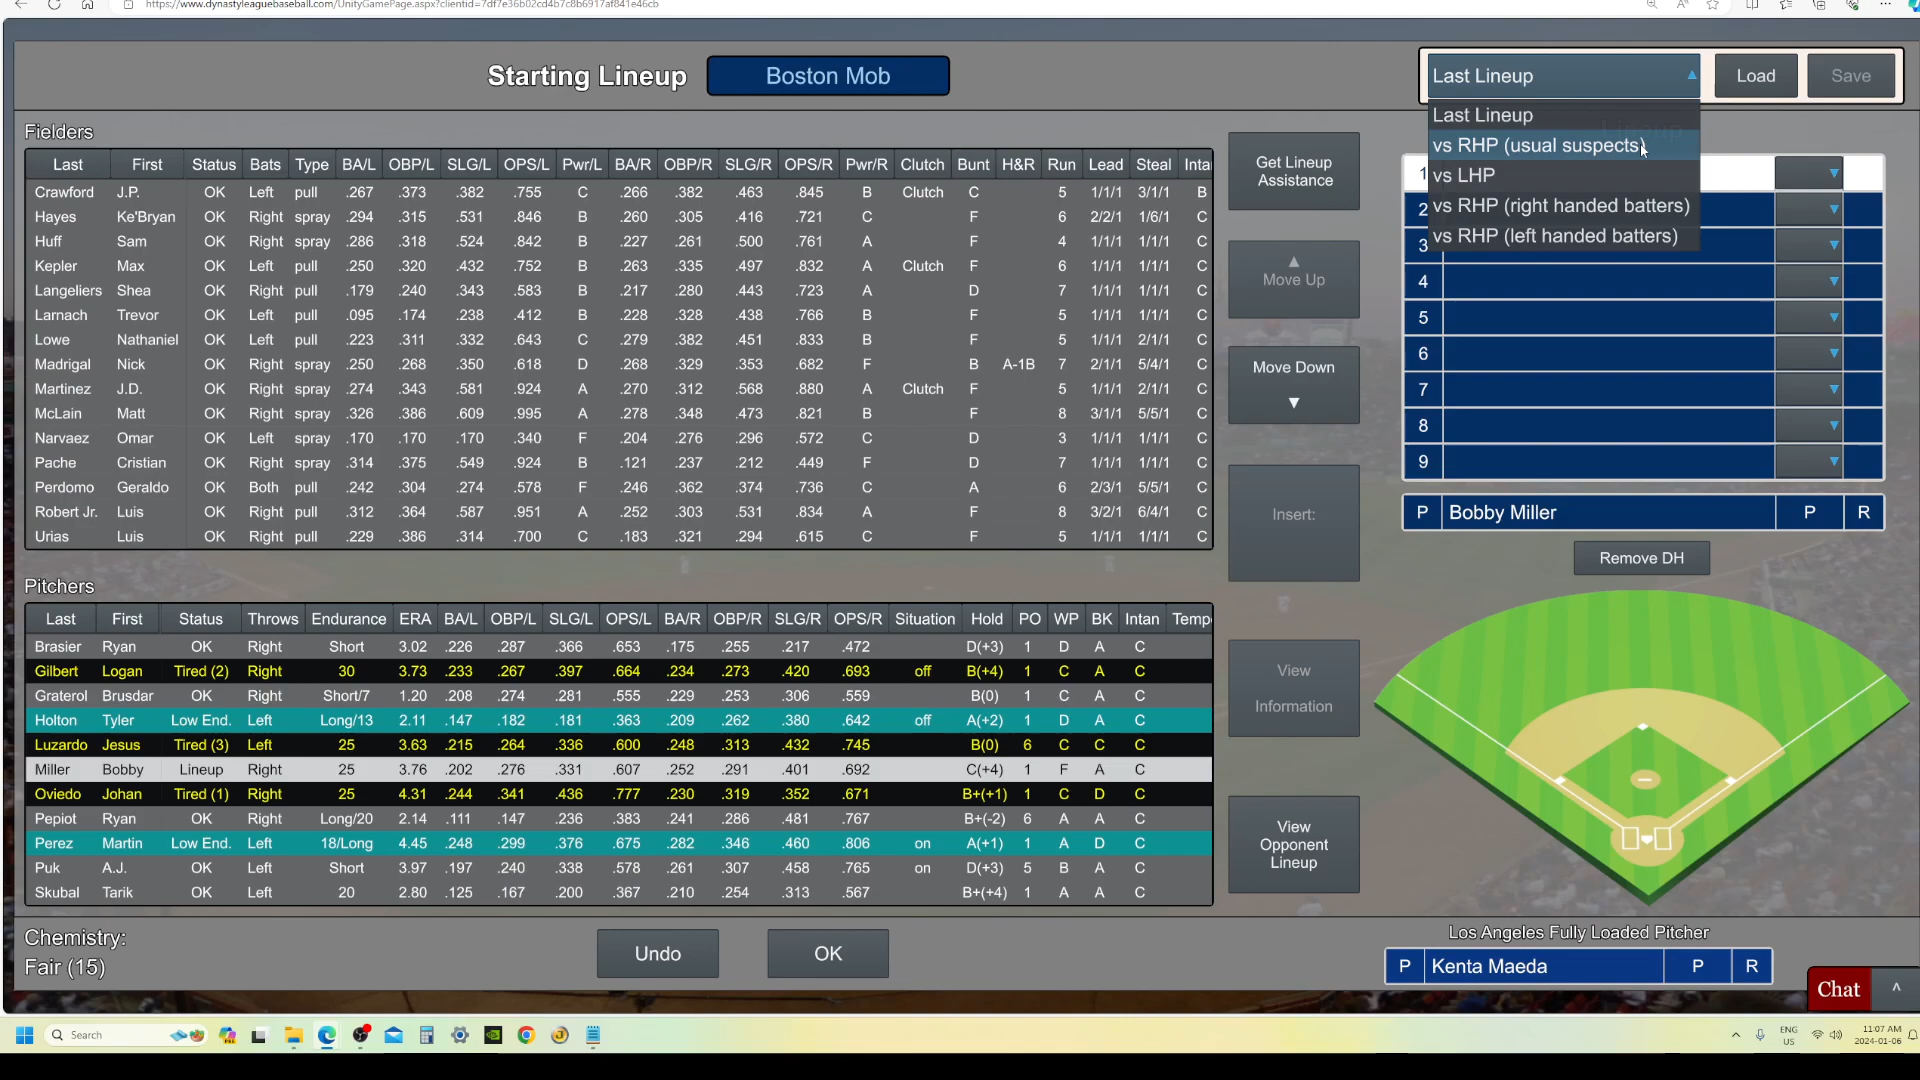 https://www.dynastyleaguebaseball.com/UnityGamePage.aspx?clientid=7df7e36b02cd4b7c8b6917af841e46cb
Starting Lineup Boston Mob Last Lineup Load Save
Last Lineup
vs RHP (usual suspects)
vs LHP
vs RHP (right handed batters)
vs RHP (left handed batters)
Fielders
Last First Status Bats Type BA/L OBP/L SLG/L OPS/L Pwr/L BA/R OBP/R SLG/R OPS/R Pwr/R Clutch Bunt H&R Run Lead Steal Inta
Crawford J.P. OK Left pull .267 .373 .382 .755 C .266 .382 .463 .845 B Clutch C 5 1/1/1 3/1/1 B
Hayes Ke'Bryan OK Right spray .294 .315 .531 .846 B .260 .305 .416 .721 C F 6 2/2/1 1/6/1 C
Huff Sam OK Right spray .286 .318 .524 .842 B .227 .261 .500 .761 A F 4 1/1/1 1/1/1 C
Kepler Max OK Left pull .250 .320 .432 .752 B .263 .335 .497 .832 A Clutch F 6 1/1/1 1/1/1 C
Langeliers Shea OK Right pull .179 .240 .343 .583 B .217 .280 .443 .723 A D 7 1/1/1 1/1/1 C
Larnach Trevor OK Left pull .095 .174 .238 .412 B .228 .328 .438 .766 B F 5 1/1/1 1/1/1 C
Lowe Nathaniel OK Left pull .223 .311 .332 .643 C .279 .382 .451 .833 B F 5 1/1/1 2/1/1 C
Madrigal Nick OK Right spray .250 .268 .350 .618 D .268 .329 .353 .682 F B A-1B 7 2/1/1 5/4/1 C
Martinez J.D. OK Right spray .274 .343 .581 .924 A .270 .312 .568 .880 A Clutch F 5 1/1/1 2/1/1 C
McLain Matt OK Right spray .326 .386 .609 .995 A .278 .348 .473 .821 B F 8 3/1/1 5/5/1 C
Narvaez Omar OK Left spray .170 .170 .170 .340 F .204 .276 .296 .572 C D 3 1/1/1 1/1/1 C
Pache Cristian OK Right spray .314 .375 .549 .924 B .121 .237 .212 .449 F D 7 1/1/1 1/1/1 C
Perdomo Geraldo OK Both pull .242 .304 .274 .578 F .246 .362 .374 .736 C A 6 2/3/1 5/5/1 C
Robert Jr. Luis OK Right pull .312 .364 .587 .951 A .252 .303 .531 .834 A F 8 3/2/1 6/4/1 C
Urias Luis OK Right pull .229 .386 .314 .700 C .183 .321 .294 .615 C F 5 1/1/1 1/1/1 C
Get Lineup
Assistance
Move Up
Move Down
Insert:
View
Information
View
Opponent
Lineup
1
2
3
4
5
6
7
8
9
P Bobby Miller P R
Remove DH
Pitchers
Last First Status Throws Endurance ERA BA/L OBP/L SLG/L OPS/L BA/R OBP/R SLG/R OPS/R Situation Hold PO WP BK Intan Tempe
Brasier Ryan OK Right Short 3.02 .226 .287 .366 .653 .175 .255 .217 .472 D(+3) 1 D A C
Gilbert Logan Tired (2) Right 30 3.73 .233 .267 .397 .664 .234 .273 .420 .693 off B(+4) 1 C A C
Graterol Brusdar OK Right Short/7 1.20 .208 .274 .281 .555 .229 .253 .306 .559 B(0) 1 C A C
Holton Tyler Low End. Left Long/13 2.11 .147 .182 .181 .363 .209 .262 .380 .642 off A(+2) 1 D A C
Luzardo Jesus Tired (3) Left 25 3.63 .215 .264 .336 .600 .248 .313 .432 .745 B(0) 6 C C C
Miller Bobby Lineup Right 25 3.76 .202 .276 .331 .607 .252 .291 .401 .692 C(+4) 1 F A C
Oviedo Johan Tired (1) Right 25 4.31 .244 .341 .436 .777 .230 .319 .352 .671 B+(+1) 1 C D C
Pepiot Ryan OK Right Long/20 2.14 .111 .147 .236 .383 .241 .286 .481 .767 B+(-2) 6 A A C
Perez Martin Low End. Left 18/Long 4.45 .248 .299 .376 .675 .282 .346 .460 .806 on A(+1) 1 A D C
Puk A.J. OK Left Short 3.97 .197 .240 .338 .578 .261 .307 .458 .765 on D(+3) 5 B A C
Skubal Tarik OK Left 20 2.80 .125 .167 .200 .367 .210 .254 .313 .567 B+(+4) 1 A A C
Chemistry:
Fair (15)
Undo OK
Los Angeles Fully Loaded Pitcher
P Kenta Maeda P R
Chat ^
Search
ENG
US
11:07 AM
2024-01-06